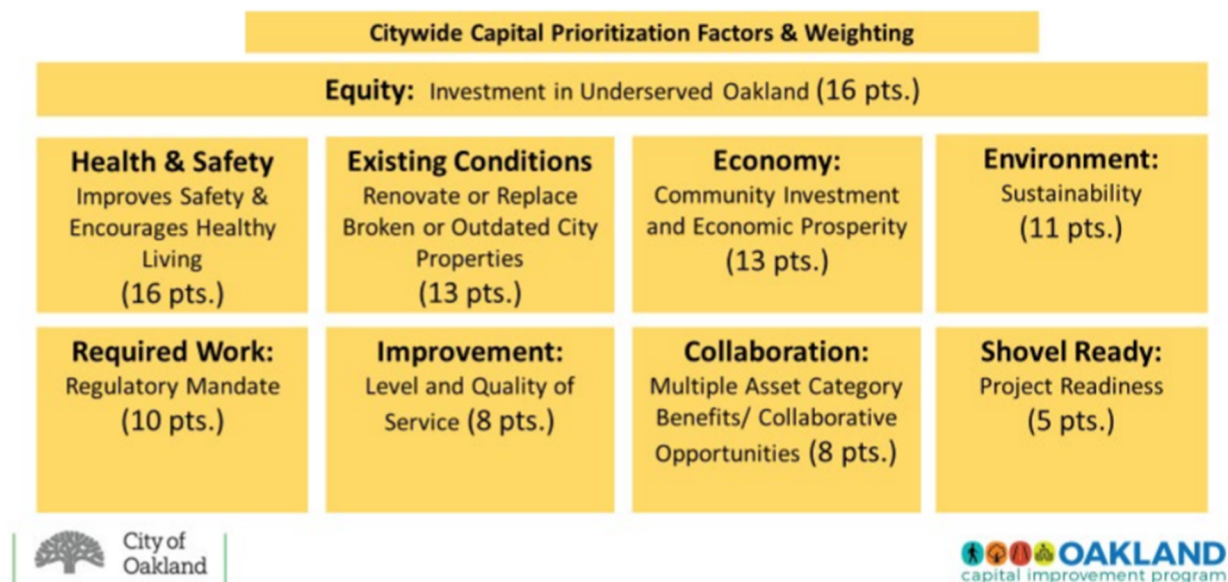 Citywide Capital Prioritization Factors & Weighting
Equity: Investment in Underserved Oakland (16 pts.)
Health & Safety
Improves Safety &
Encourages Healthy
Living
(16 pts.)
Existing Conditions
Renovate or Replace
Broken or Outdated City
Properties
(13 pts.)
Economy:
Community Investment
and Economic Prosperity
(13 pts.)
Environment:
Sustainability
(11 pts.)
Required Work:
Regulatory Mandate
(10 pts.)
Improvement:
Level and Quality of
Service (8 pts.)
Collaboration:
Multiple Asset Category
Benefits/ Collaborative
Opportunities (8 pts.)
Shovel Ready:
Project Readiness
(5 pts.)
City of
Oakland
OAKLAND
capital improvement program